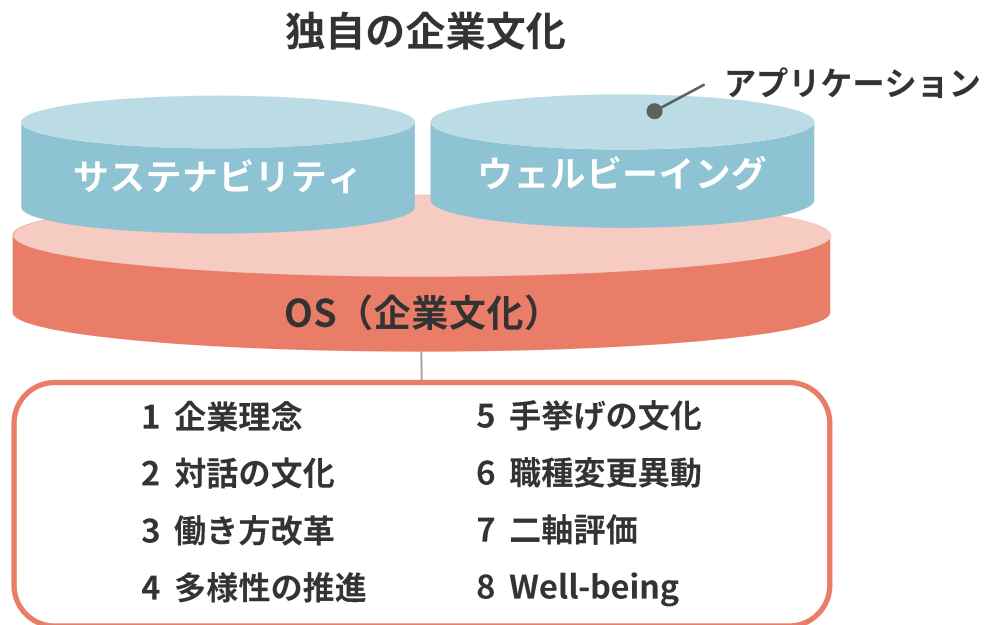 独自の企業文化
アプリケーション
サステナビリティ
ウェルビーイング
OS（企業文化）
1 企業理念
2 対話の文化
3 働き方改革
4 多様性の推進
5 手挙げの文化
6 職種変更異動
7 二軸評価
8 Well-being